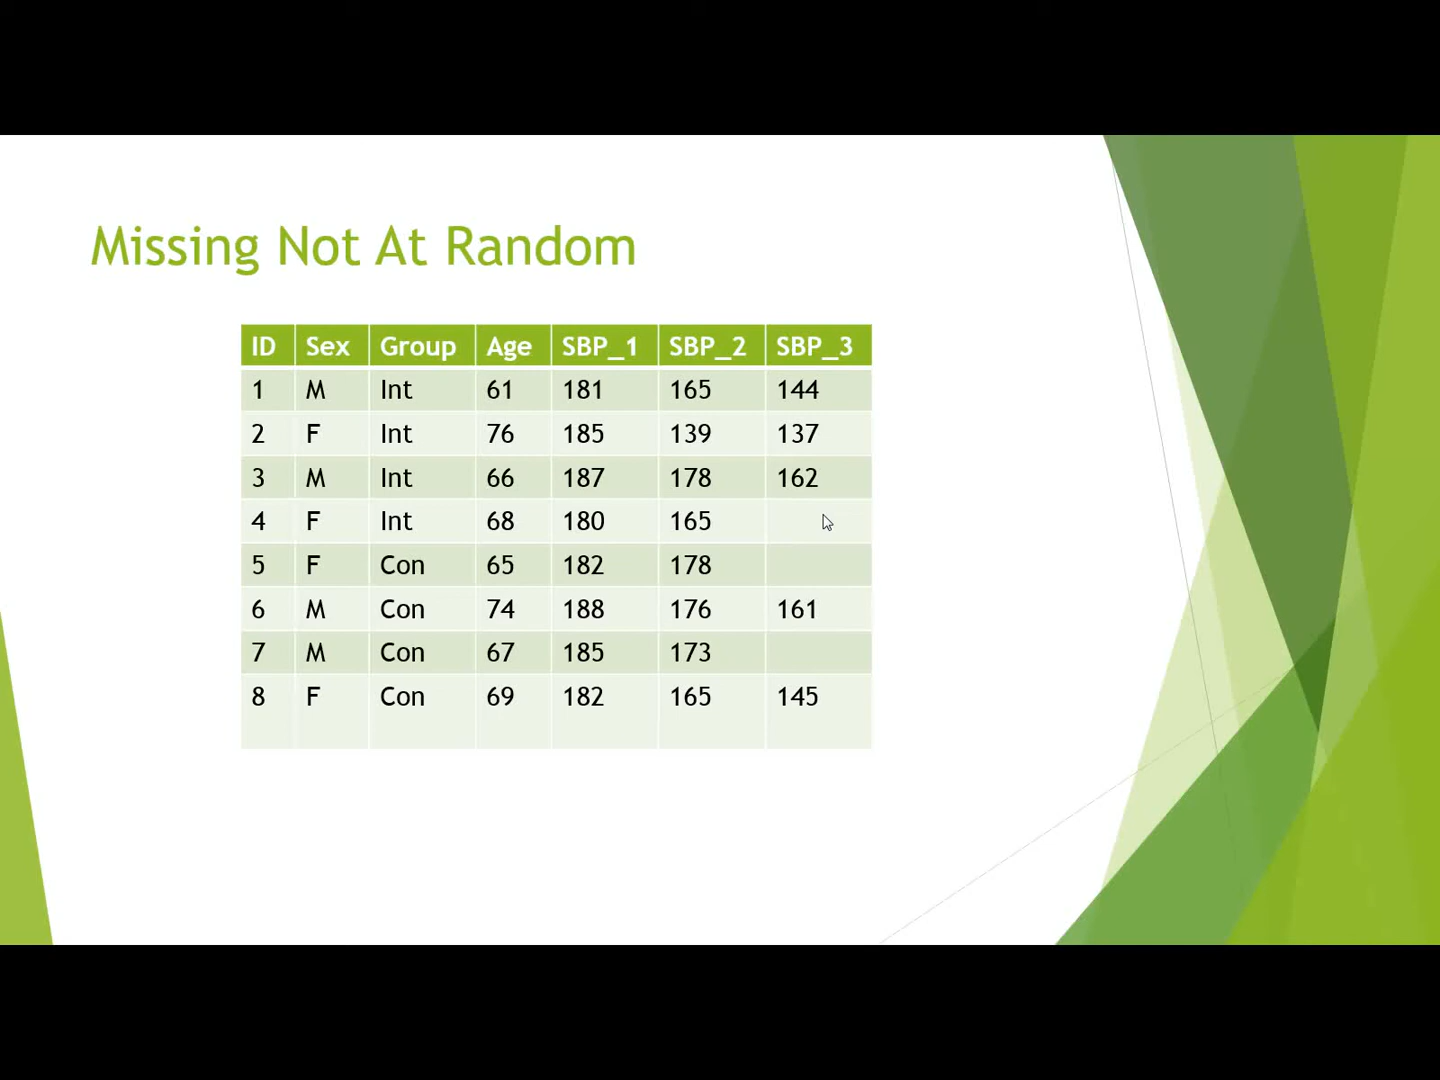 Missing Not At Random
ID Sex Group Age SBP_1 SBP_2 SBP_3
1 M Int 61 181 165 144
2 F Int 76 185 139 137
3 M Int 66 187 178 162
4 F Int 68 180 165
5 F Con 65 182 178
6 M Con 74 188 176 161
7 M Con 67 185 173
8 F Con 69 182 165 145